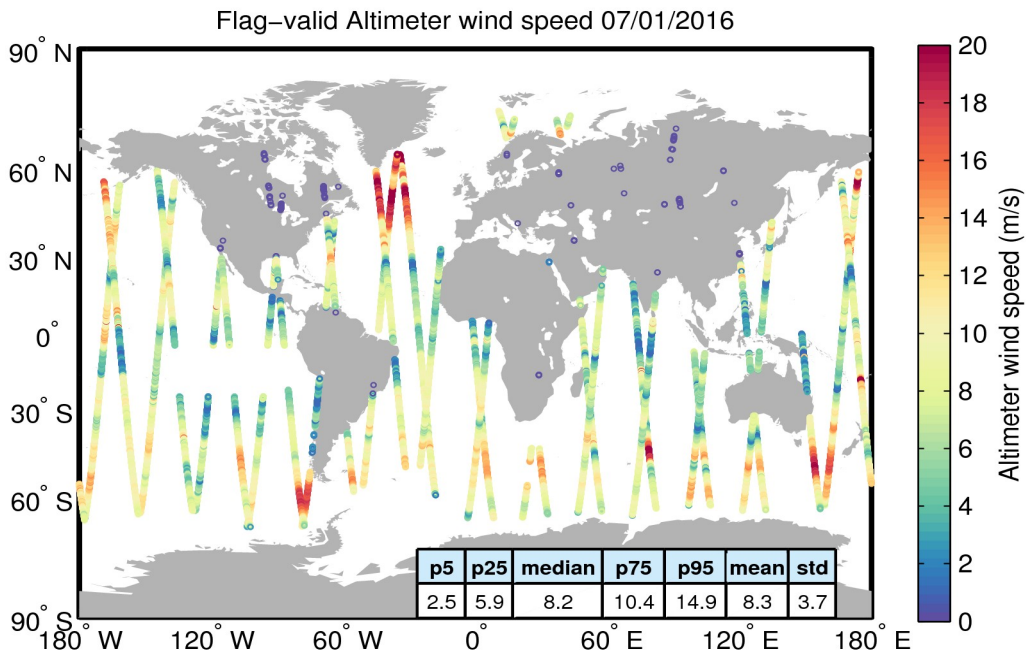 Flag−valid Altimeter wind speed 07/01/2016
90° N
60° N
30° N
0°
30° S
60° S
90° S
180° W
120° W
60° W
0°
60° E
120° E
180° E
p5 p25 median p75 p95 mean std
2.5 5.9 8.2 10.4 14.9 8.3 3.7
20
18
16
14
12
10
8
6
4
2
0
Altimeter wind speed (m/s)